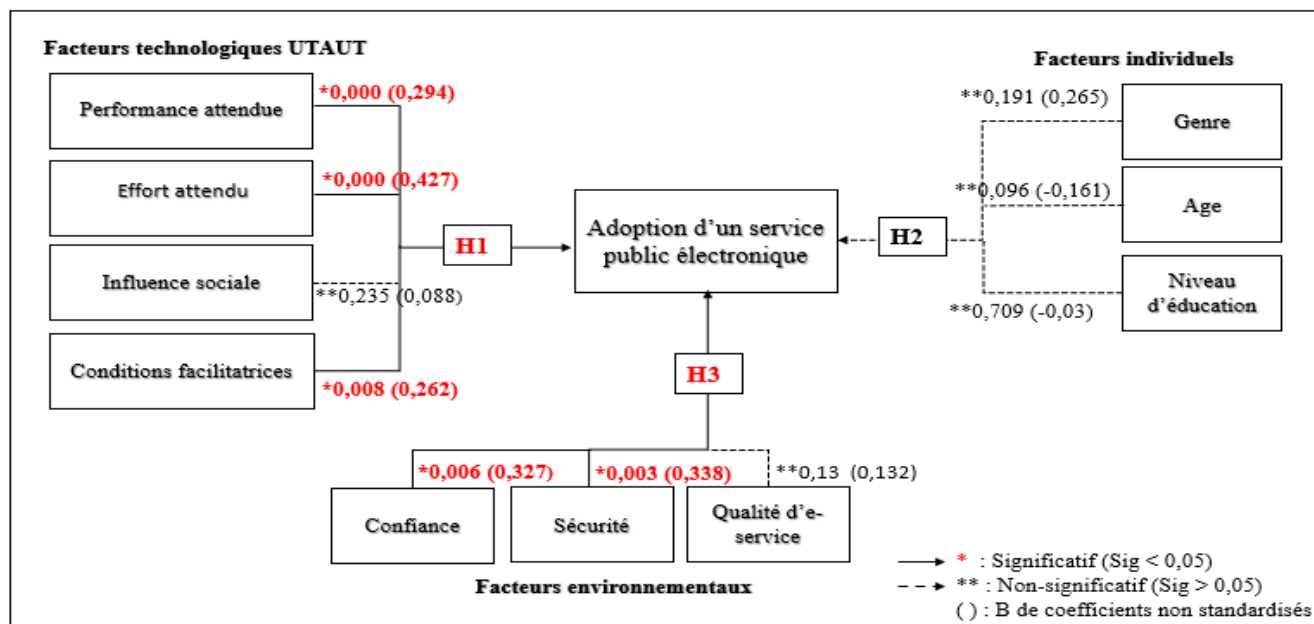 Facteurs technologiques UTAUT
Performance attendue
*0,000 (0,294)
Effort attendu
*0,000 (0,427)
Influence sociale
**0,235 (0,088)
Conditions facilitatrices
*0,008 (0,262)
H1
Adoption d’un service
public électronique
H2
Facteurs individuels
**0,191 (0,265)
Genre
**0,096 (-0,161)
Age
**0,709 (-0,03)
Niveau
d’éducation
H3
*0,006 (0,327)
*0,003 (0,338)
**0,13 (0,132)
Confiance
Sécurité
Qualité d’e-
service
Facteurs environnementaux
* : Significatif (Sig < 0,05)
** : Non-significatif (Sig > 0,05)
( ) : B de coefficients non standardisés